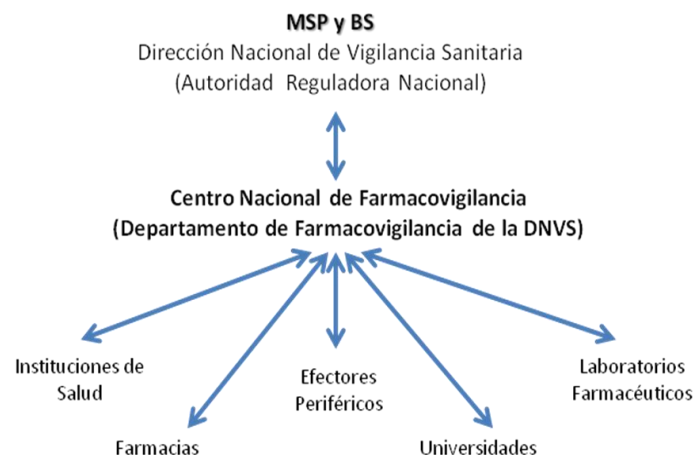 MSP y BS
Dirección Nacional de Vigilancia Sanitaria
(Autoridad Reguladora Nacional)
Centro Nacional de Farmacovigilancia
(Departamento de Farmacovigilancia de la DNVS)
Instituciones de
Salud
Farmacias
Efectores
Periféricos
Universidades
Laboratorios
Farmacéuticos